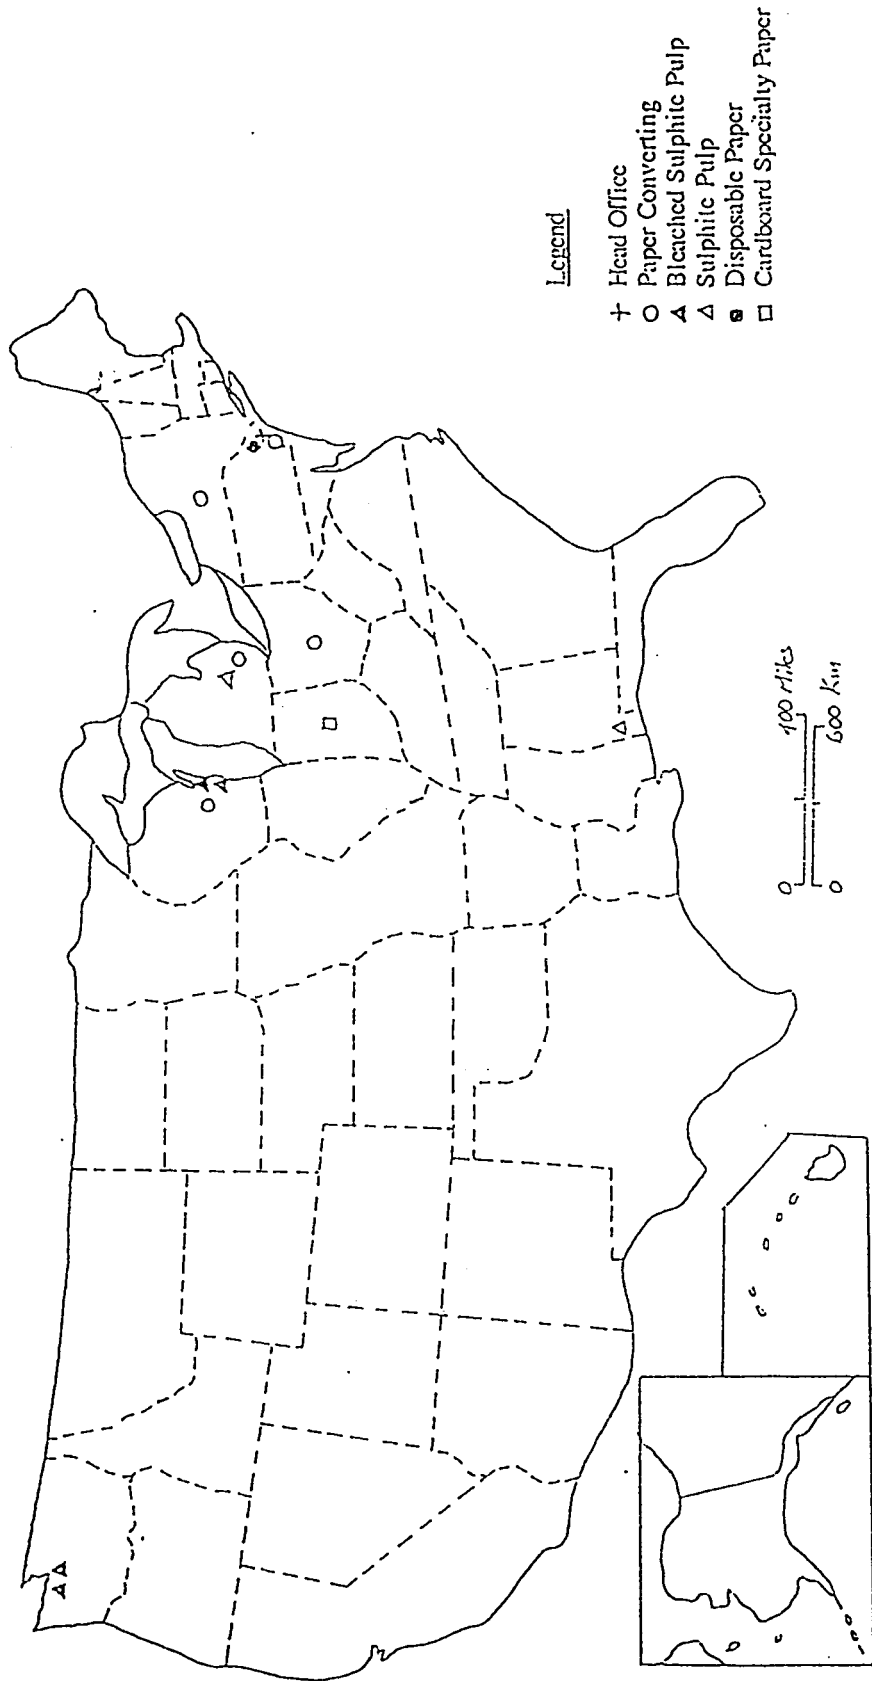 Legend
+ Head Office
○ Paper Converting
▲ Bleached Sulphite Pulp
△ Sulphite Pulp
Disposable Paper
□ Cardboard Specialty Paper
0 400 Miles
0 600 Km